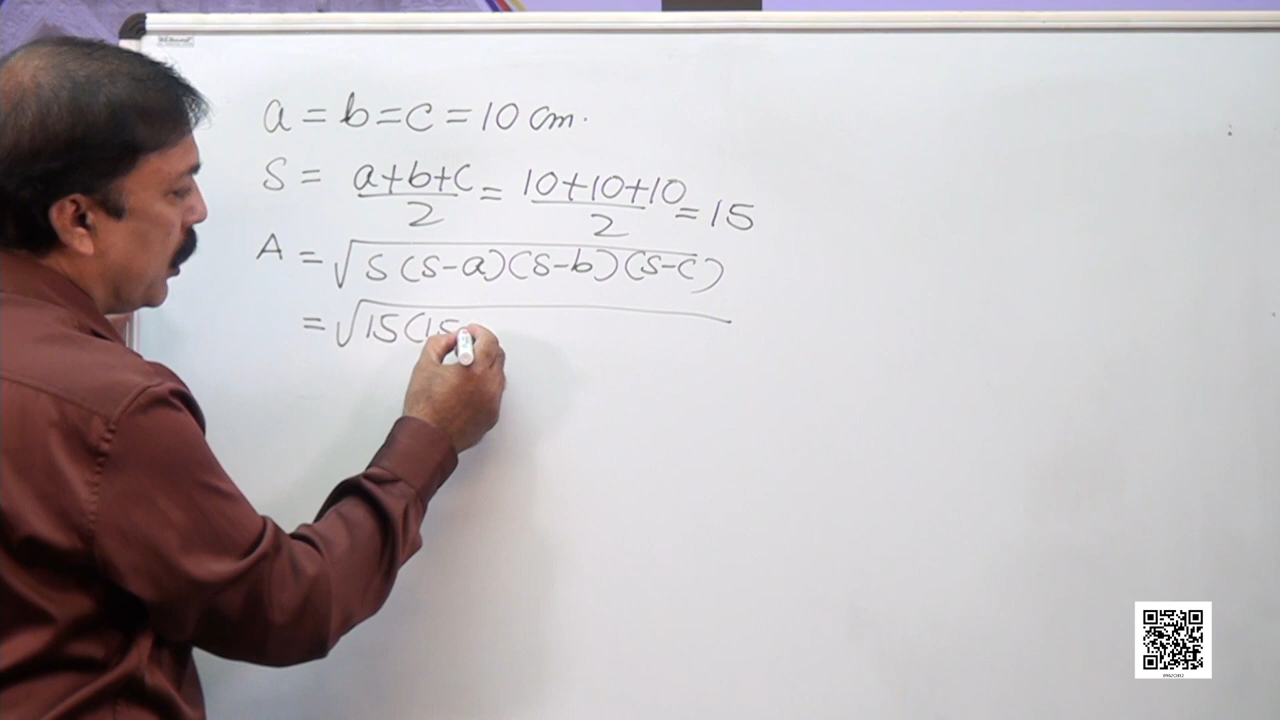 a = b = c = 10 cm.
S = a+b+c/2 = 10+10+10/2 = 15
A = √S(S-a)(S-b)(S-c)
= √15(15